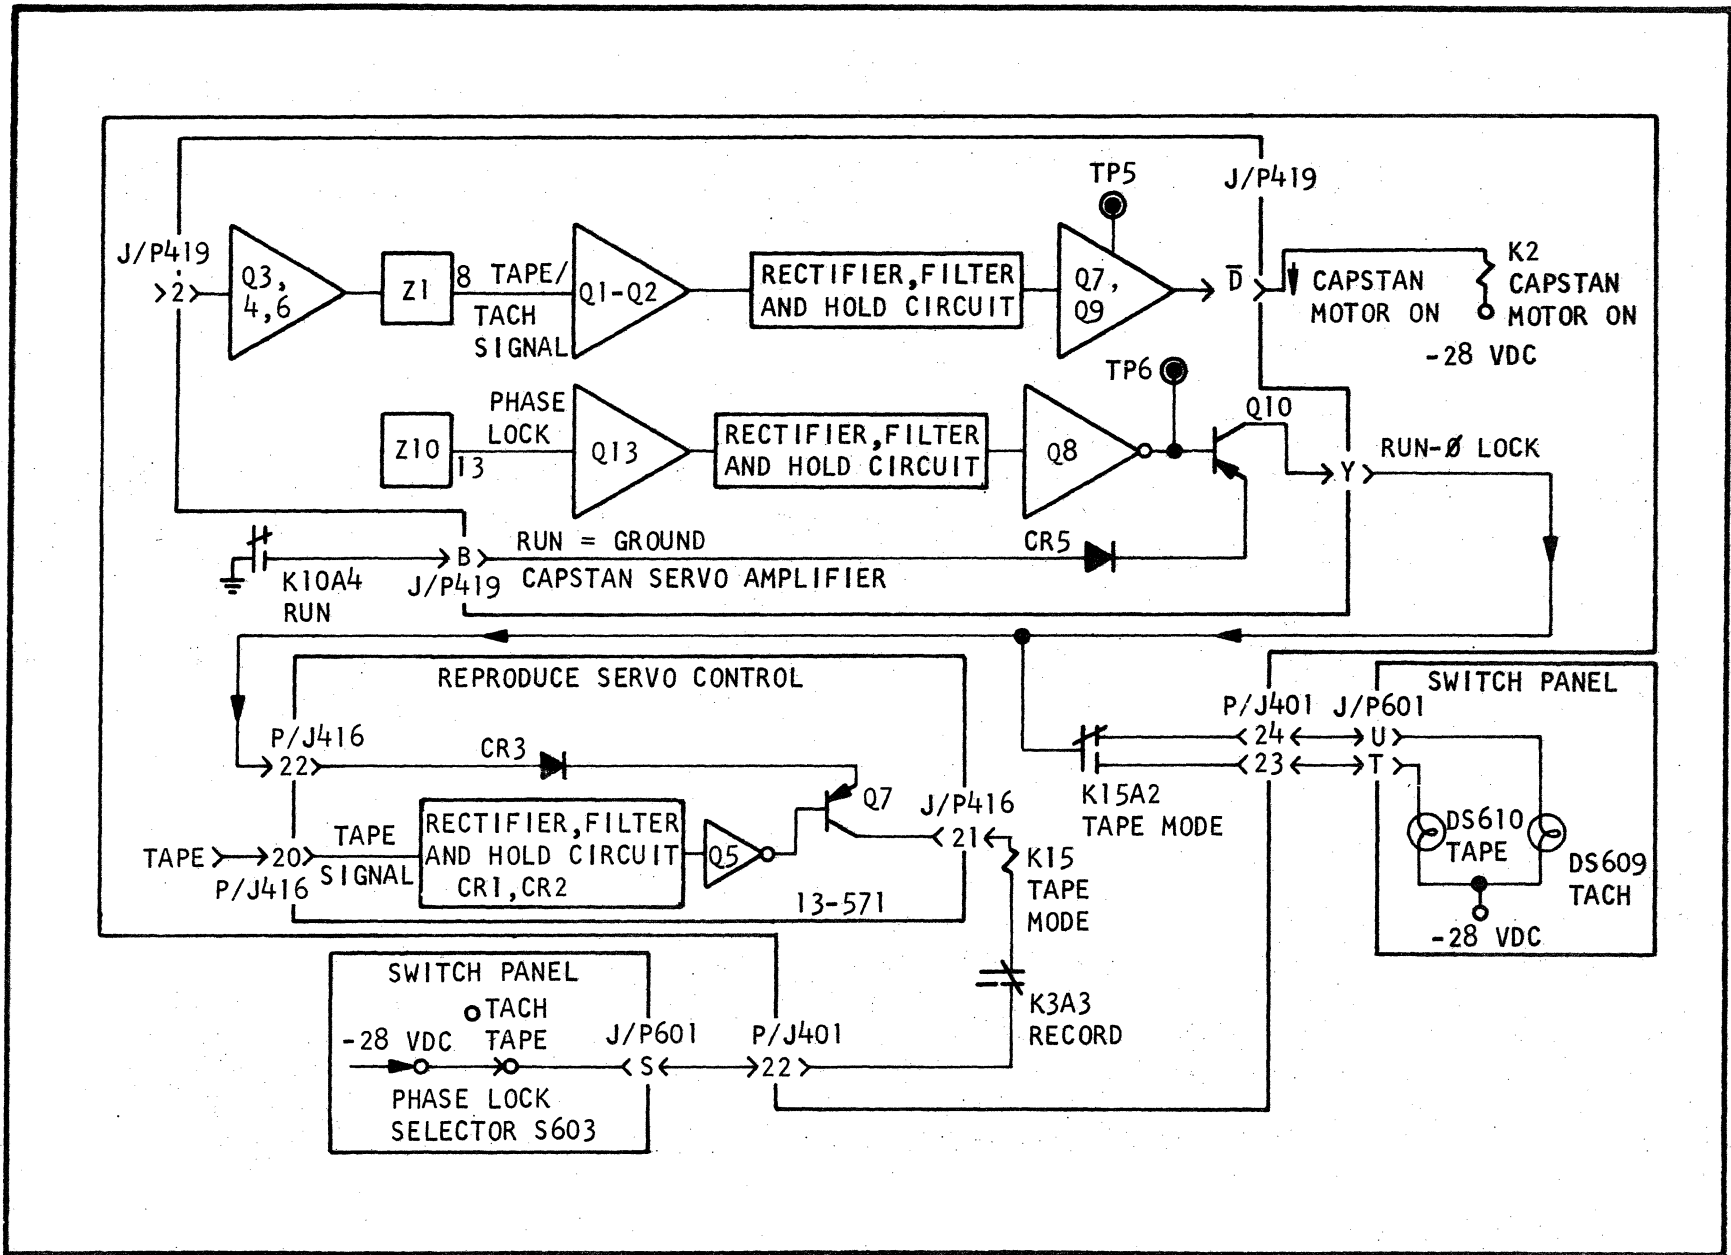 TP5
J/P419
J/P419
2
Q3,
4,6
Z1
8
TAPE/
TACH
SIGNAL
Q1-Q2
RECTIFIER,FILTER
AND HOLD CIRCUIT
Q7,
Q9
D̅
CAPSTAN
MOTOR ON
K2
CAPSTAN
MOTOR ON
-28 VDC
TP6
Z10
13
PHASE
LOCK
Q13
RECTIFIER,FILTER
AND HOLD CIRCUIT
Q8
Q10
Y
RUN-Ø LOCK
K10A4
RUN
B
J/P419
RUN = GROUND
CAPSTAN SERVO AMPLIFIER
CR5
REPRODUCE SERVO CONTROL
P/J416
22
CR3
Q7
TAPE
20
P/J416
TAPE
SIGNAL
RECTIFIER,FILTER
AND HOLD CIRCUIT
CR1,CR2
Q5
13-571
J/P416
21
K15
TAPE
MODE
K3A3
RECORD
K15A2
TAPE MODE
P/J401
24
23
J/P601
U
T
SWITCH PANEL
DS610
TAPE
DS609
TACH
-28 VDC
SWITCH PANEL
TACH
TAPE
-28 VDC
PHASE LOCK
SELECTOR S603
J/P601
S
P/J401
22